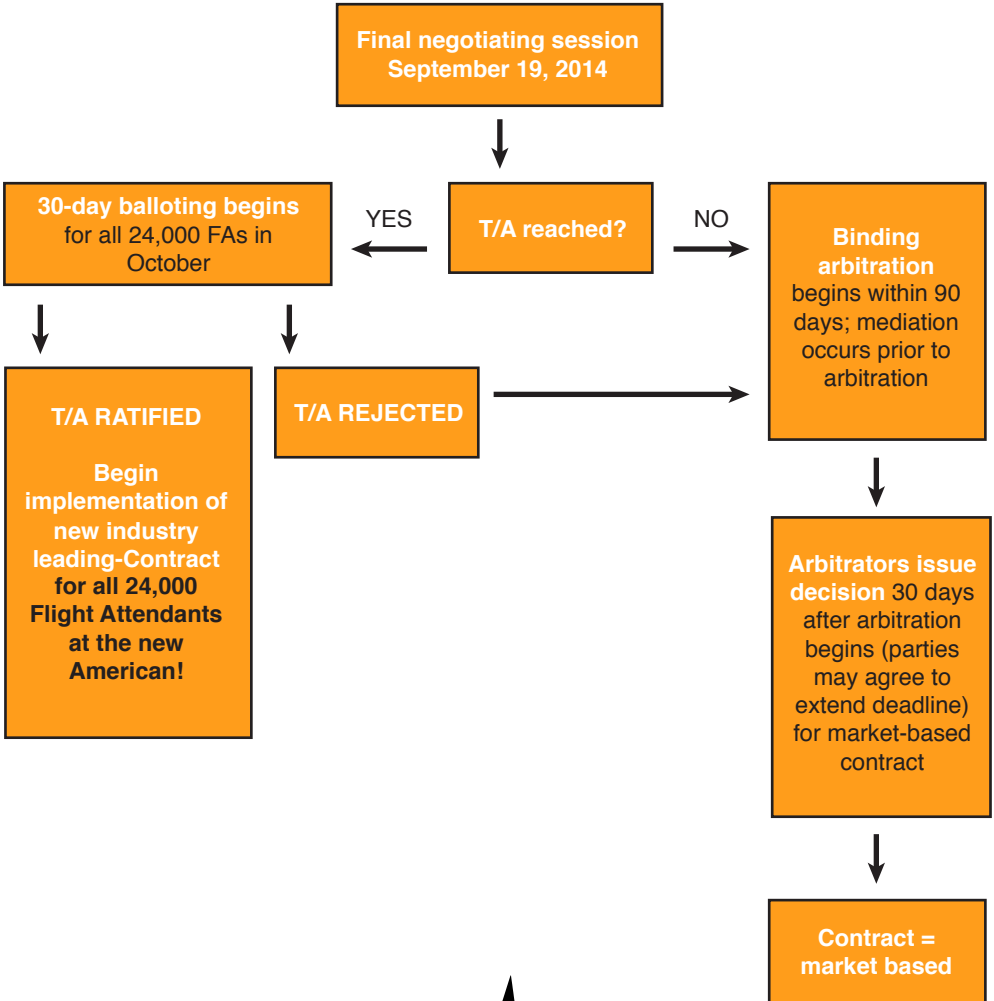 Final negotiating session
September 19, 2014
T/A reached?
YES
NO
30-day balloting begins
for all 24,000 FAs in
October
T/A RATIFIED
Begin
implementation of
new industry
leading-Contract
for all 24,000
Flight Attendants
at the new
American!
T/A REJECTED
Binding
arbitration
begins within 90
days; mediation
occurs prior to
arbitration
Arbitrators issue
decision 30 days
after arbitration
begins (parties
may agree to
extend deadline)
for market-based
contract
Contract =
market based